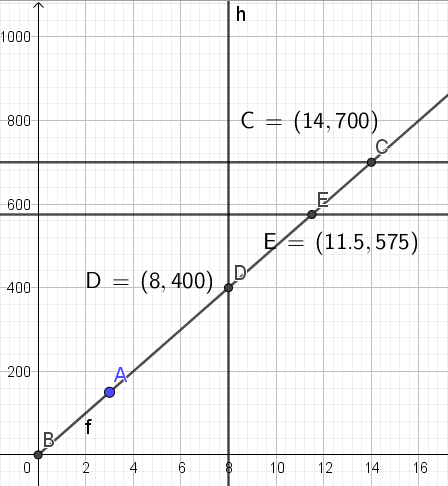 h
1000
C = (14, 700)
800
C
E
600
E = (11.5, 575)
D
D = (8, 400)
400
A
200
f
B
0 2 4 6 8 10 12 14 16